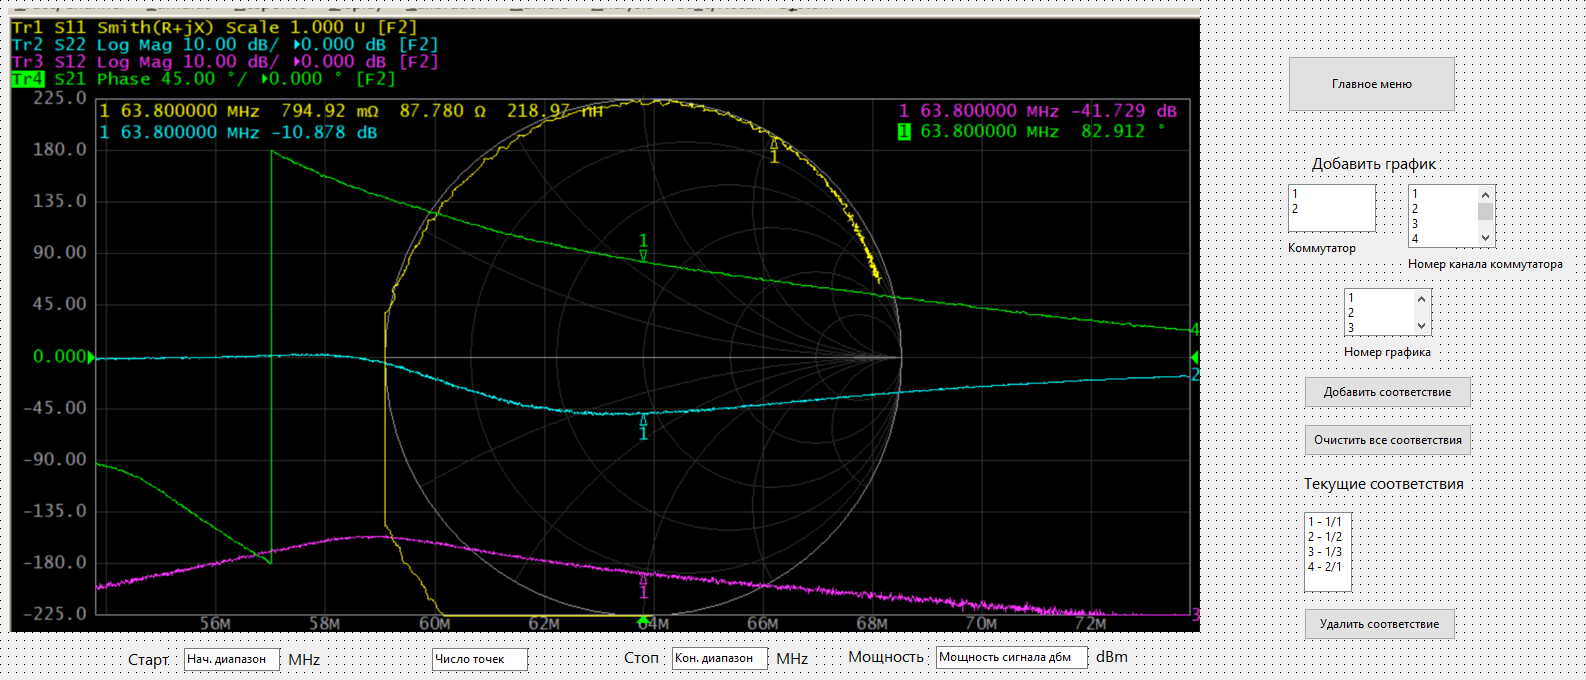 Tr1 S11 Smith(R+jX) Scale 1.000 U [F2]
Tr2 S22 Log Mag 10.00 dB/ 0.000 dB [F2]
Tr3 S12 Log Mag 10.00 dB/ 0.000 dB [F2]
Tr4 S21 Phase 45.00 °/ 0.000 ° [F2]
225.0
1 63.800000 MHz 794.92 mΩ 87.780 Ω 218.97 пН
1 63.800000 MHz -41.729 dB
1 63.800000 MHz -10.878 dB
1 63.800000 MHz 82.912 °
180.0
1
135.0
1
90.00
45.00
4
0.000
2
-45.00
1
-90.00
-135.0
-180.0
1
-225.0
3
56M 58M 60M 62M 64M 66M 68M 70M 72M
Старт
Нач. диапазон
MHz
Число точек
Стоп
Кон. диапазон
MHz
Мощность
Мощность сигнала дбм
dBm
Главное меню
Добавить график
1
2
Коммутатор
1
2
3
4
Номер канала коммутатора
1
2
3
Номер графика
Добавить соответствие
Очистить все соответствия
Текущие соответствия
1 - 1/1
2 - 1/2
3 - 1/3
4 - 2/1
Удалить соответствие